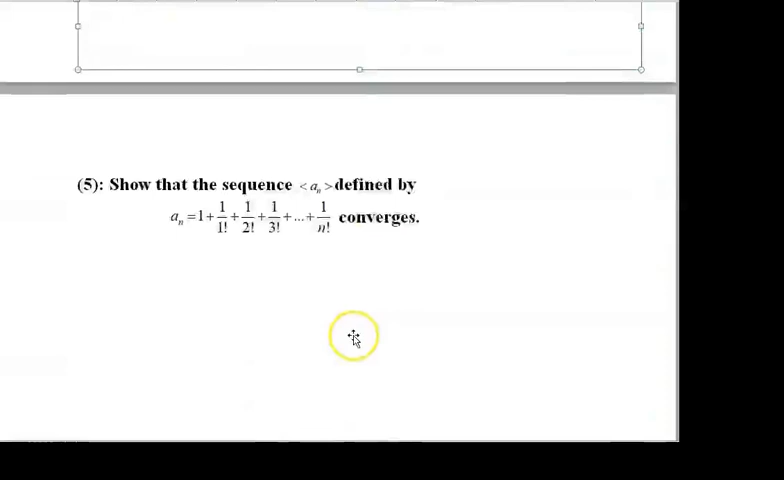 (5): Show that the sequence < aₙ > defined by
aₙ = 1 + 1/1! + 1/2! + 1/3! + ... + 1/n! converges.